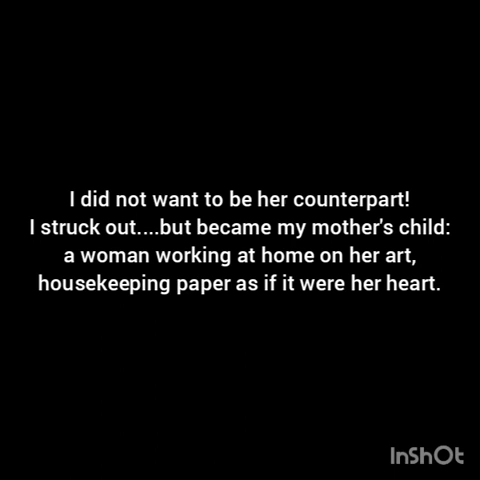 I did not want to be her counterpart!
I struck out....but became my mother's child:
a woman working at home on her art,
housekeeping paper as if it were her heart.
InShOt